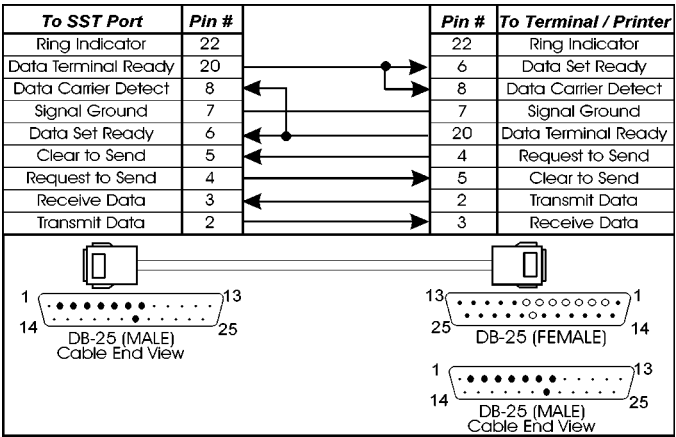 To SST Port Pin # Pin # To Terminal / Printer
Ring Indicator 22 22 Ring Indicator
Data Terminal Ready 20 6 Data Set Ready
Data Carrier Detect 8 8 Data Carrier Detect
Signal Ground 7 7 Signal Ground
Data Set Ready 6 20 Data Terminal Ready
Clear to Send 5 4 Request to Send
Request to Send 4 5 Clear to Send
Receive Data 3 2 Transmit Data
Transmit Data 2 3 Receive Data
1 13
14 25
DB-25 (MALE)
Cable End View
13 1
25 14
DB-25 (FEMALE)
1 13
14 25
DB-25 (MALE)
Cable End View